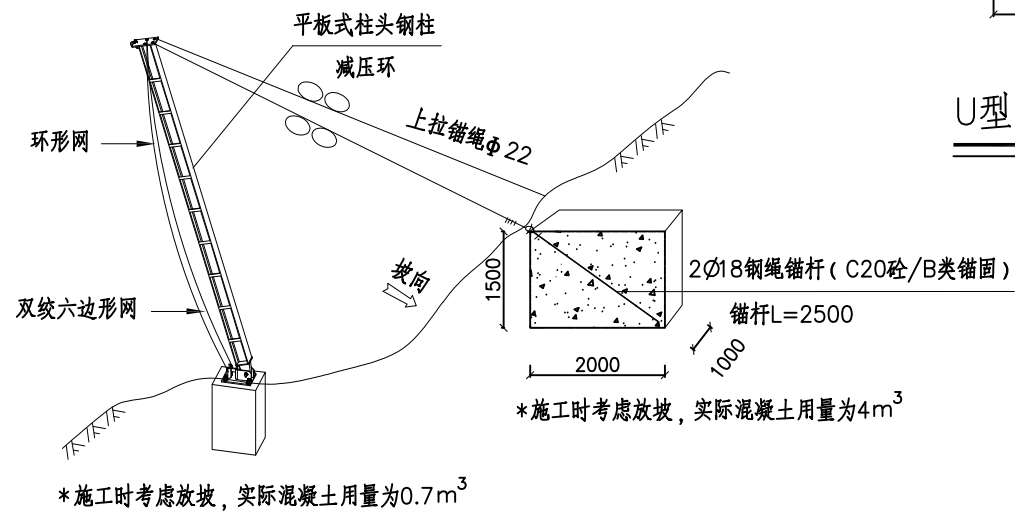 平板式柱头钢柱
减压环
上拉锚绳Φ22
环形网
U型
坡向
1500
2Ø18钢绳锚杆（C20砼/B类锚固）
双绞六边形网
锚杆L=2500
1000
2000
*施工时考虑放坡，实际混凝土用量为4m³
*施工时考虑放坡，实际混凝土用量为0.7m³